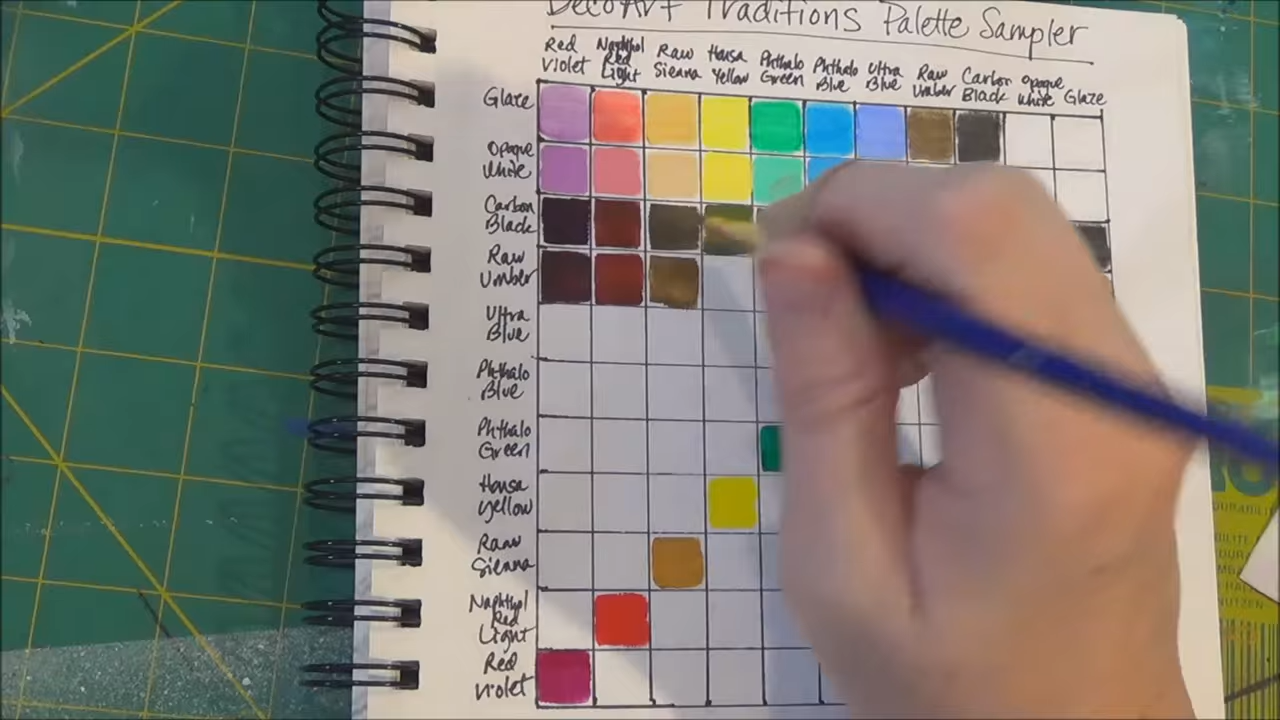 DecoArt Traditions Palette Sampler
Red Violet
Naphthol Red Light
Raw Sienna
Hansa Yellow
Phthalo Green
Phthalo Blue
Ultra Blue
Raw Umber
Carbon Black
Opaque White
Glaze
Glaze
Opaque White
Carbon Black
Raw Umber
Ultra Blue
Phthalo Blue
Phthalo Green
Hansa Yellow
Raw Sienna
Naphthol Red Light
Red Violet